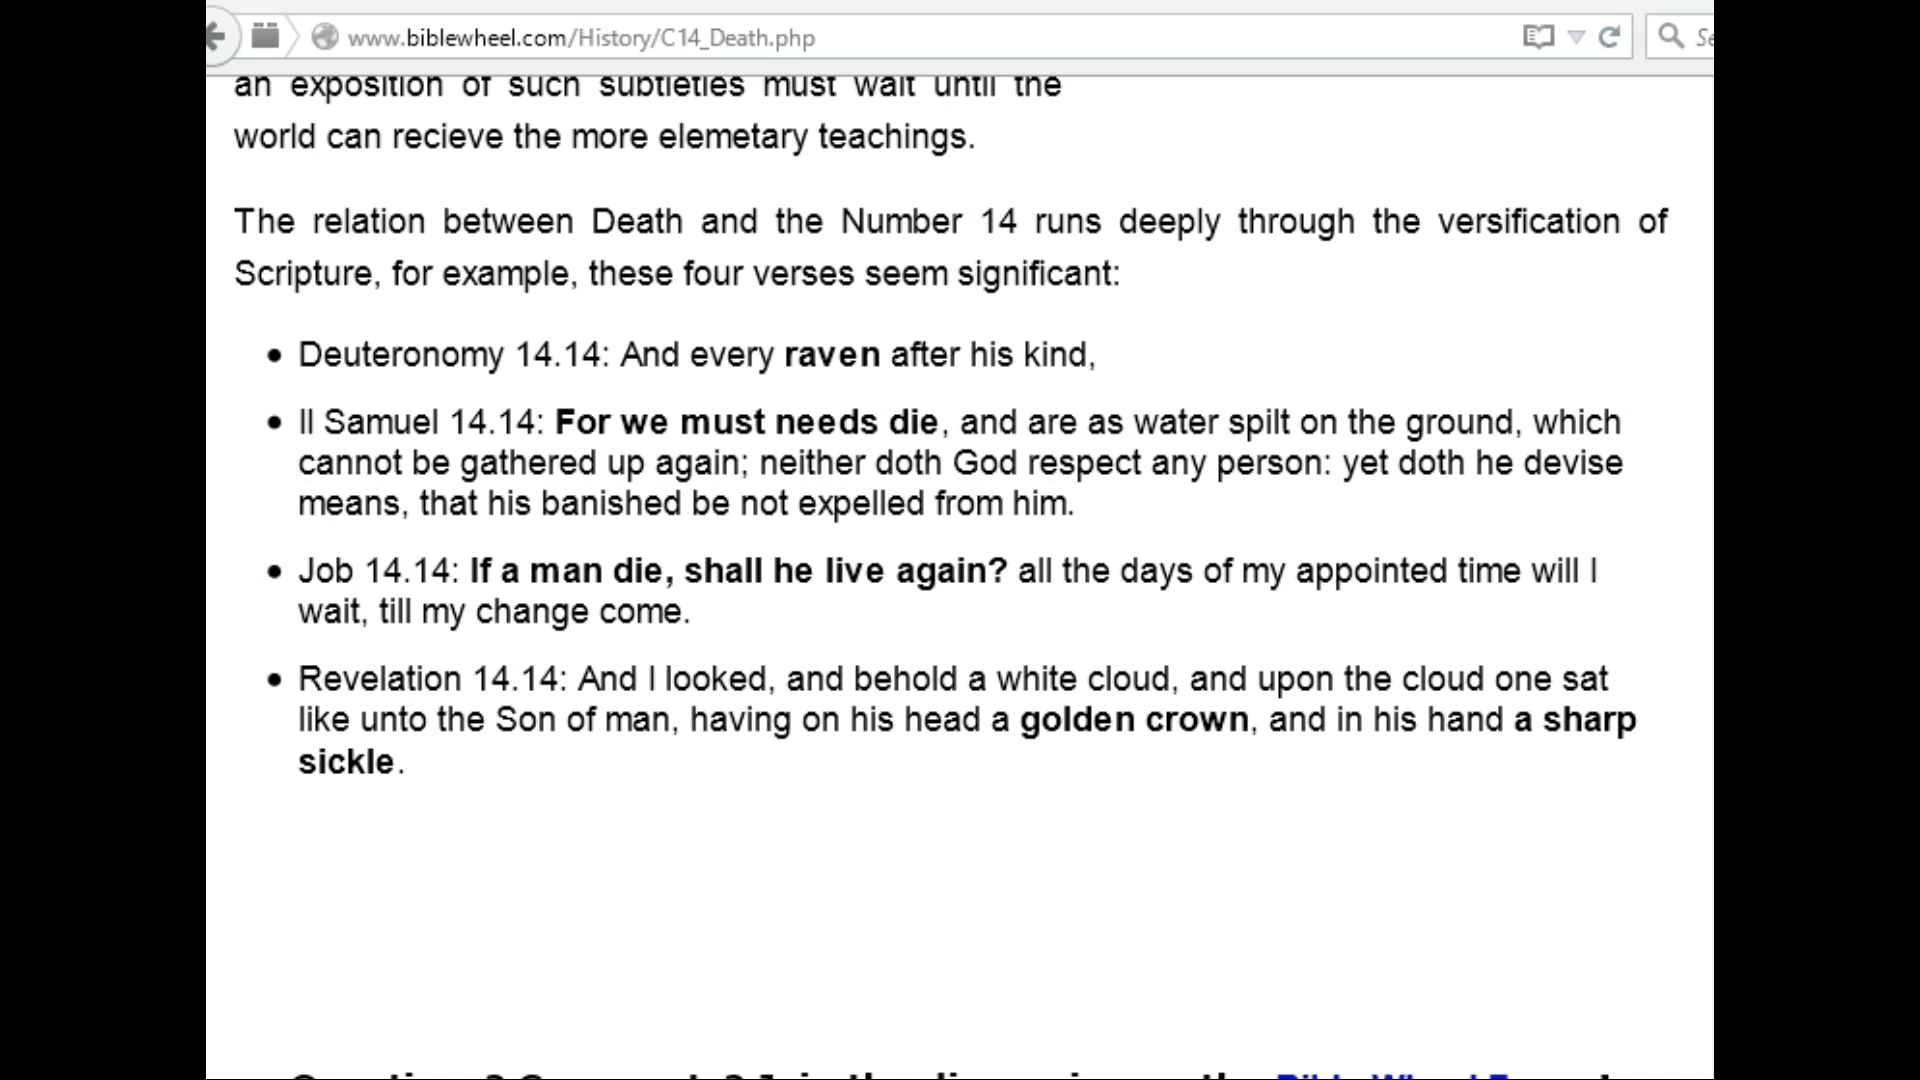 www.biblewheel.com/History/C14_Death.php
an exposition of such subtleties must wait until the
world can recieve the more elemetary teachings.
The relation between Death and the Number 14 runs deeply through the versification of
Scripture, for example, these four verses seem significant:
• Deuteronomy 14.14: And every raven after his kind,
• II Samuel 14.14: For we must needs die, and are as water spilt on the ground, which
cannot be gathered up again; neither doth God respect any person: yet doth he devise
means, that his banished be not expelled from him.
• Job 14.14: If a man die, shall he live again? all the days of my appointed time will I
wait, till my change come.
• Revelation 14.14: And I looked, and behold a white cloud, and upon the cloud one sat
like unto the Son of man, having on his head a golden crown, and in his hand a sharp
sickle.